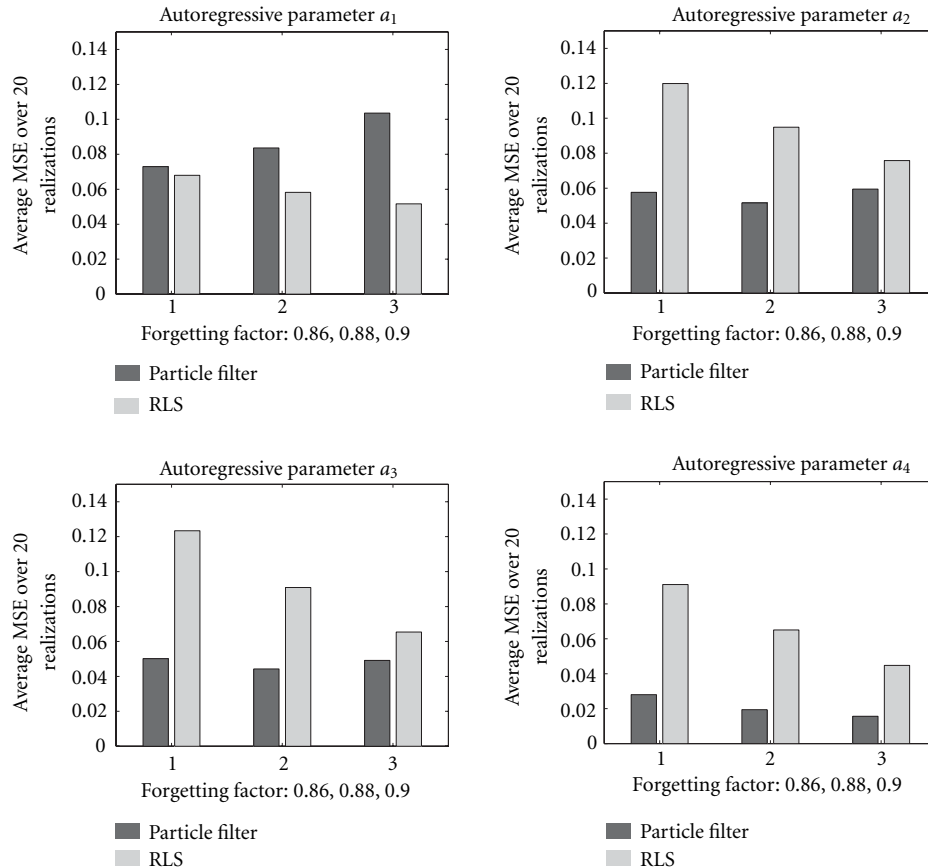 Autoregressive parameter a1
0.14
0.12
0.1
0.08
0.06
0.04
0.02
0
Average MSE over 20
realizations
1 2 3
Forgetting factor: 0.86, 0.88, 0.9
Particle filter
RLS
Autoregressive parameter a2
0.14
0.12
0.1
0.08
0.06
0.04
0.02
0
Average MSE over 20
realizations
1 2 3
Forgetting factor: 0.86, 0.88, 0.9
Particle filter
RLS
Autoregressive parameter a3
0.14
0.12
0.1
0.08
0.06
0.04
0.02
0
Average MSE over 20
realizations
1 2 3
Forgetting factor: 0.86, 0.88, 0.9
Particle filter
RLS
Autoregressive parameter a4
0.14
0.12
0.1
0.08
0.06
0.04
0.02
0
Average MSE over 20
realizations
1 2 3
Forgetting factor: 0.86, 0.88, 0.9
Particle filter
RLS